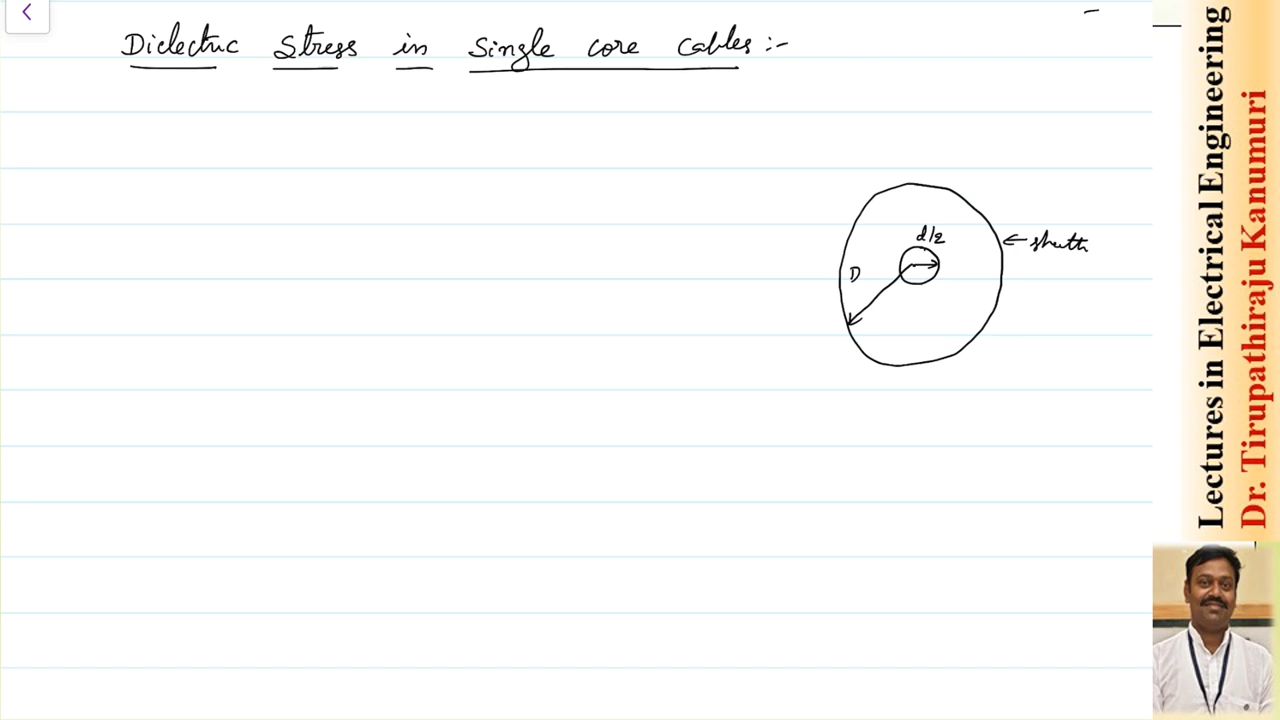 Dielectric Stress in Single core cables :-
d/2
← sheath
D
Lectures in Electrical Engineering
Dr. Tirupathiraju Kanumuri